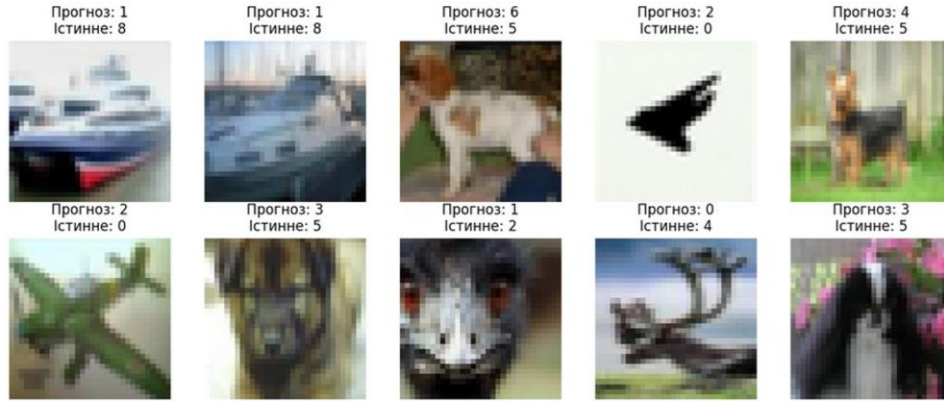 Прогноз: 1
Істинне: 8
Прогноз: 1
Істинне: 8
Прогноз: 6
Істинне: 5
Прогноз: 2
Істинне: 0
Прогноз: 4
Істинне: 5
Прогноз: 2
Істинне: 0
Прогноз: 3
Істинне: 5
Прогноз: 1
Істинне: 2
Прогноз: 0
Істинне: 4
Прогноз: 3
Істинне: 5